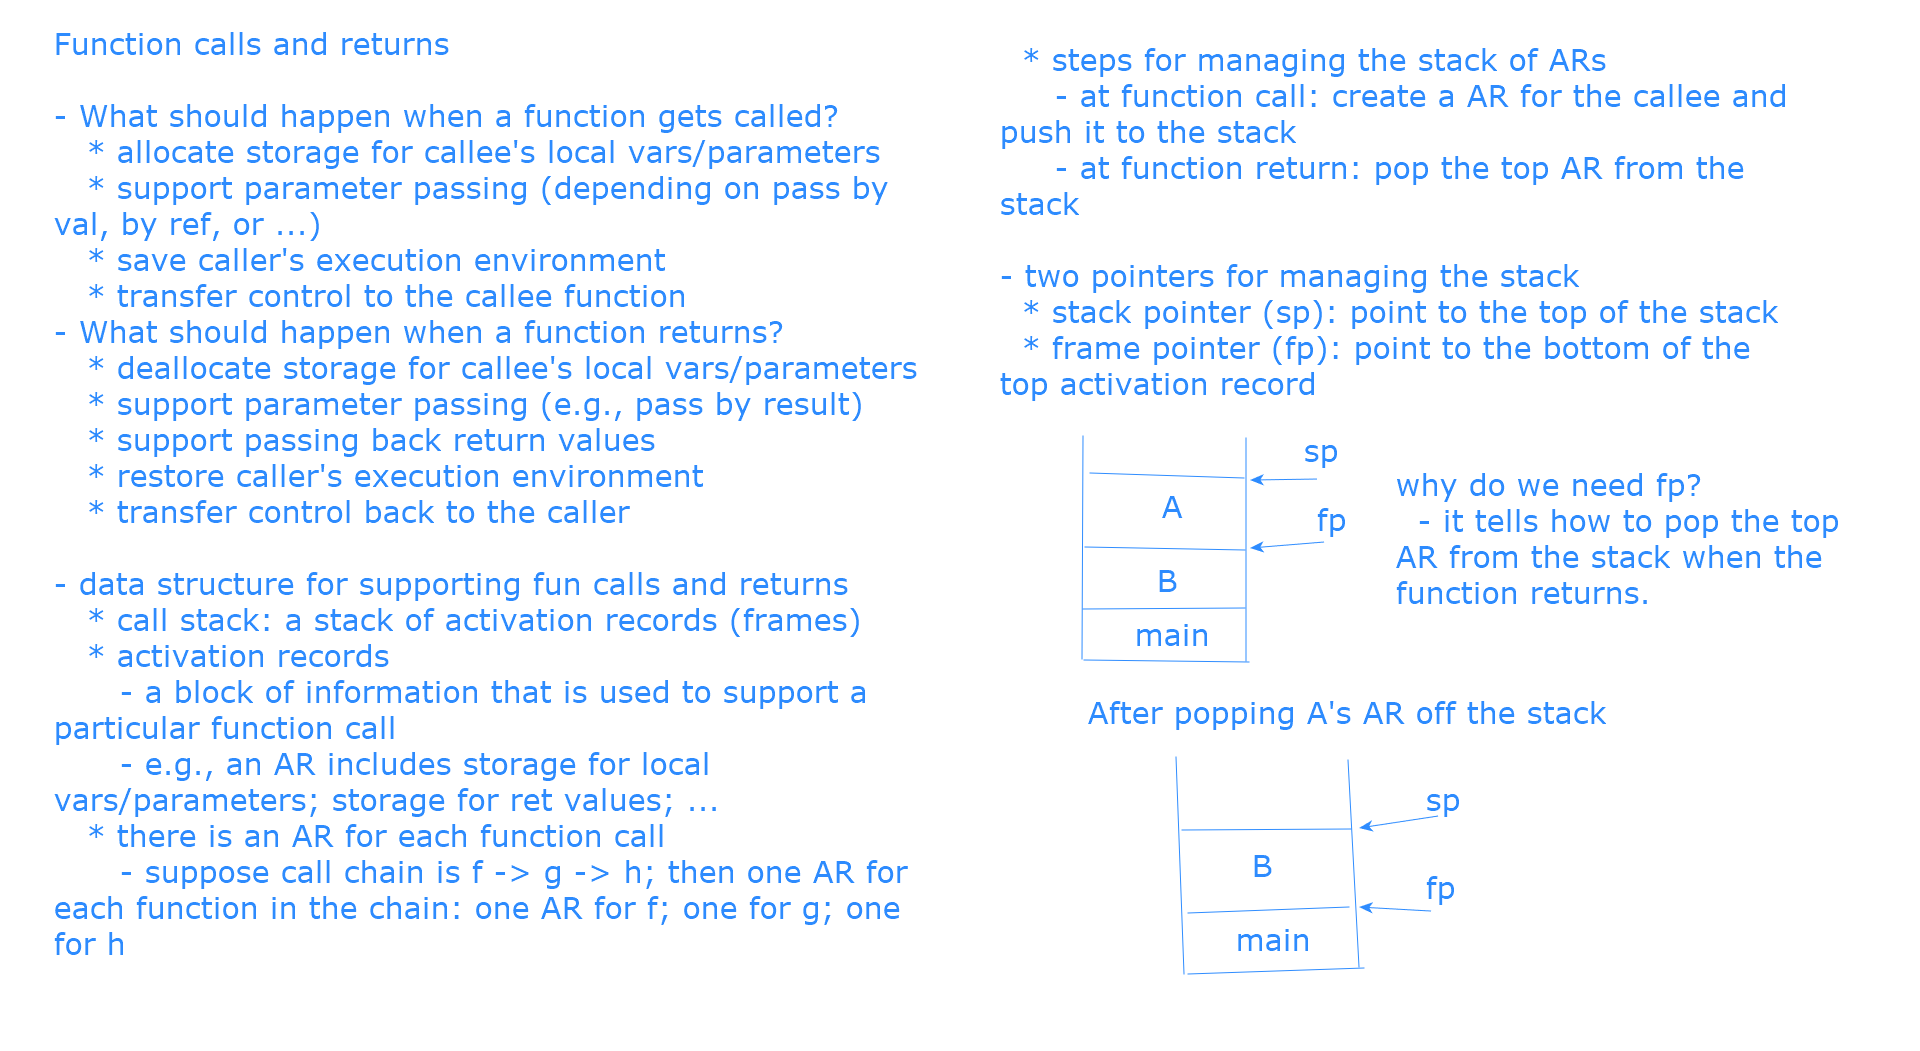 Function calls and returns
- What should happen when a function gets called?
* allocate storage for callee's local vars/parameters
* support parameter passing (depending on pass by
val, by ref, or ...)
* save caller's execution environment
* transfer control to the callee function
- What should happen when a function returns?
* deallocate storage for callee's local vars/parameters
* support parameter passing (e.g., pass by result)
* support passing back return values
* restore caller's execution environment
* transfer control back to the caller
- data structure for supporting fun calls and returns
* call stack: a stack of activation records (frames)
* activation records
- a block of information that is used to support a
particular function call
- e.g., an AR includes storage for local
vars/parameters; storage for ret values; ...
* there is an AR for each function call
- suppose call chain is f -> g -> h; then one AR for
each function in the chain: one AR for f; one for g; one
for h
* steps for managing the stack of ARs
- at function call: create a AR for the callee and
push it to the stack
- at function return: pop the top AR from the
stack
- two pointers for managing the stack
* stack pointer (sp): point to the top of the stack
* frame pointer (fp): point to the bottom of the
top activation record
sp
A
fp
B
main
why do we need fp?
- it tells how to pop the top
AR from the stack when the
function returns.
After popping A's AR off the stack
sp
B
fp
main